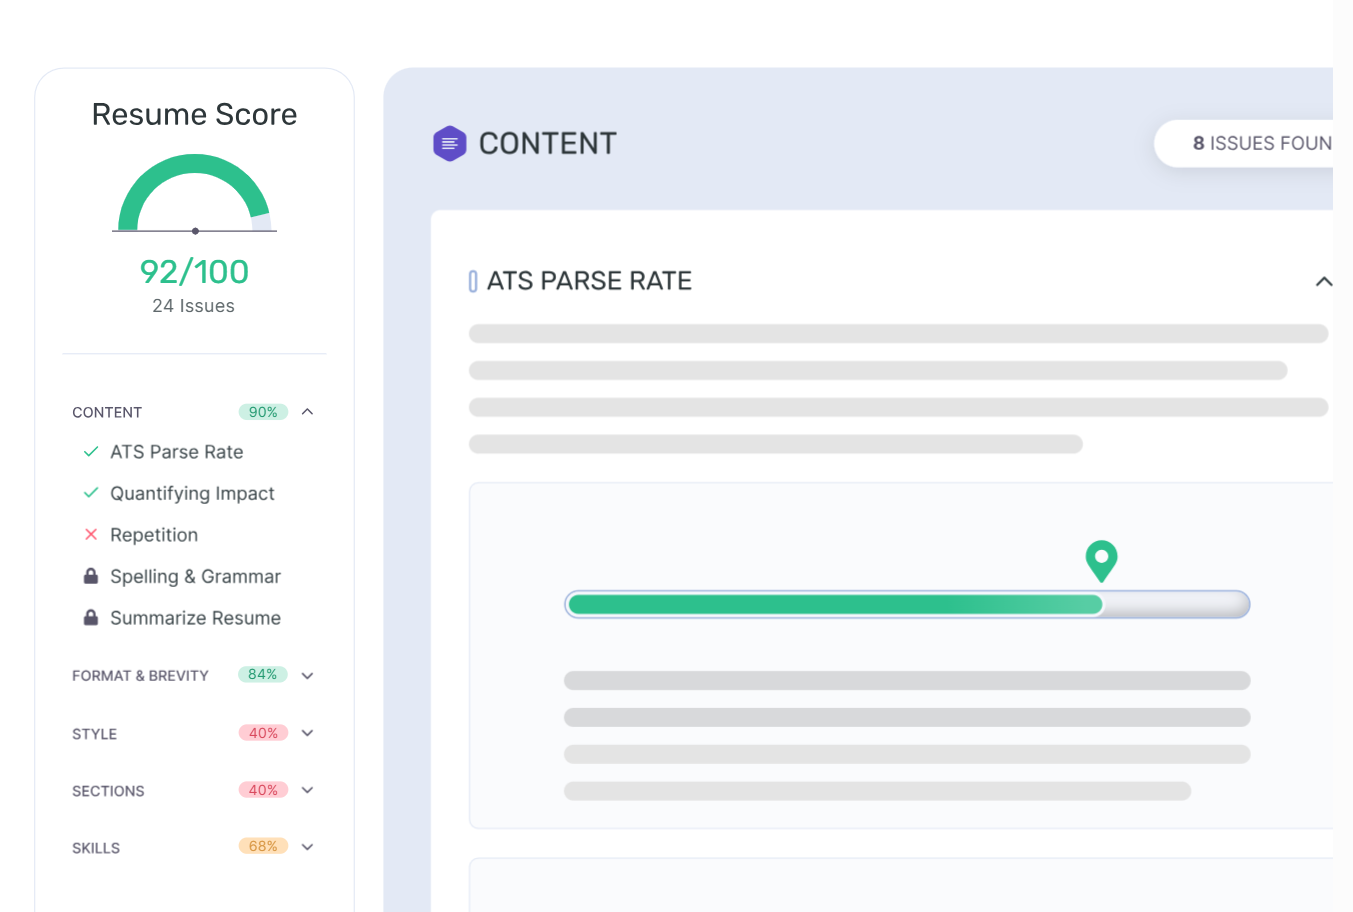 Resume Score
92/100
24 Issues
CONTENT 90%
ATS Parse Rate
Quantifying Impact
Repetition
Spelling & Grammar
Summarize Resume
FORMAT & BREVITY 84%
STYLE 40%
SECTIONS 40%
SKILLS 68%
CONTENT
8 ISSUES FOUN
ATS PARSE RATE